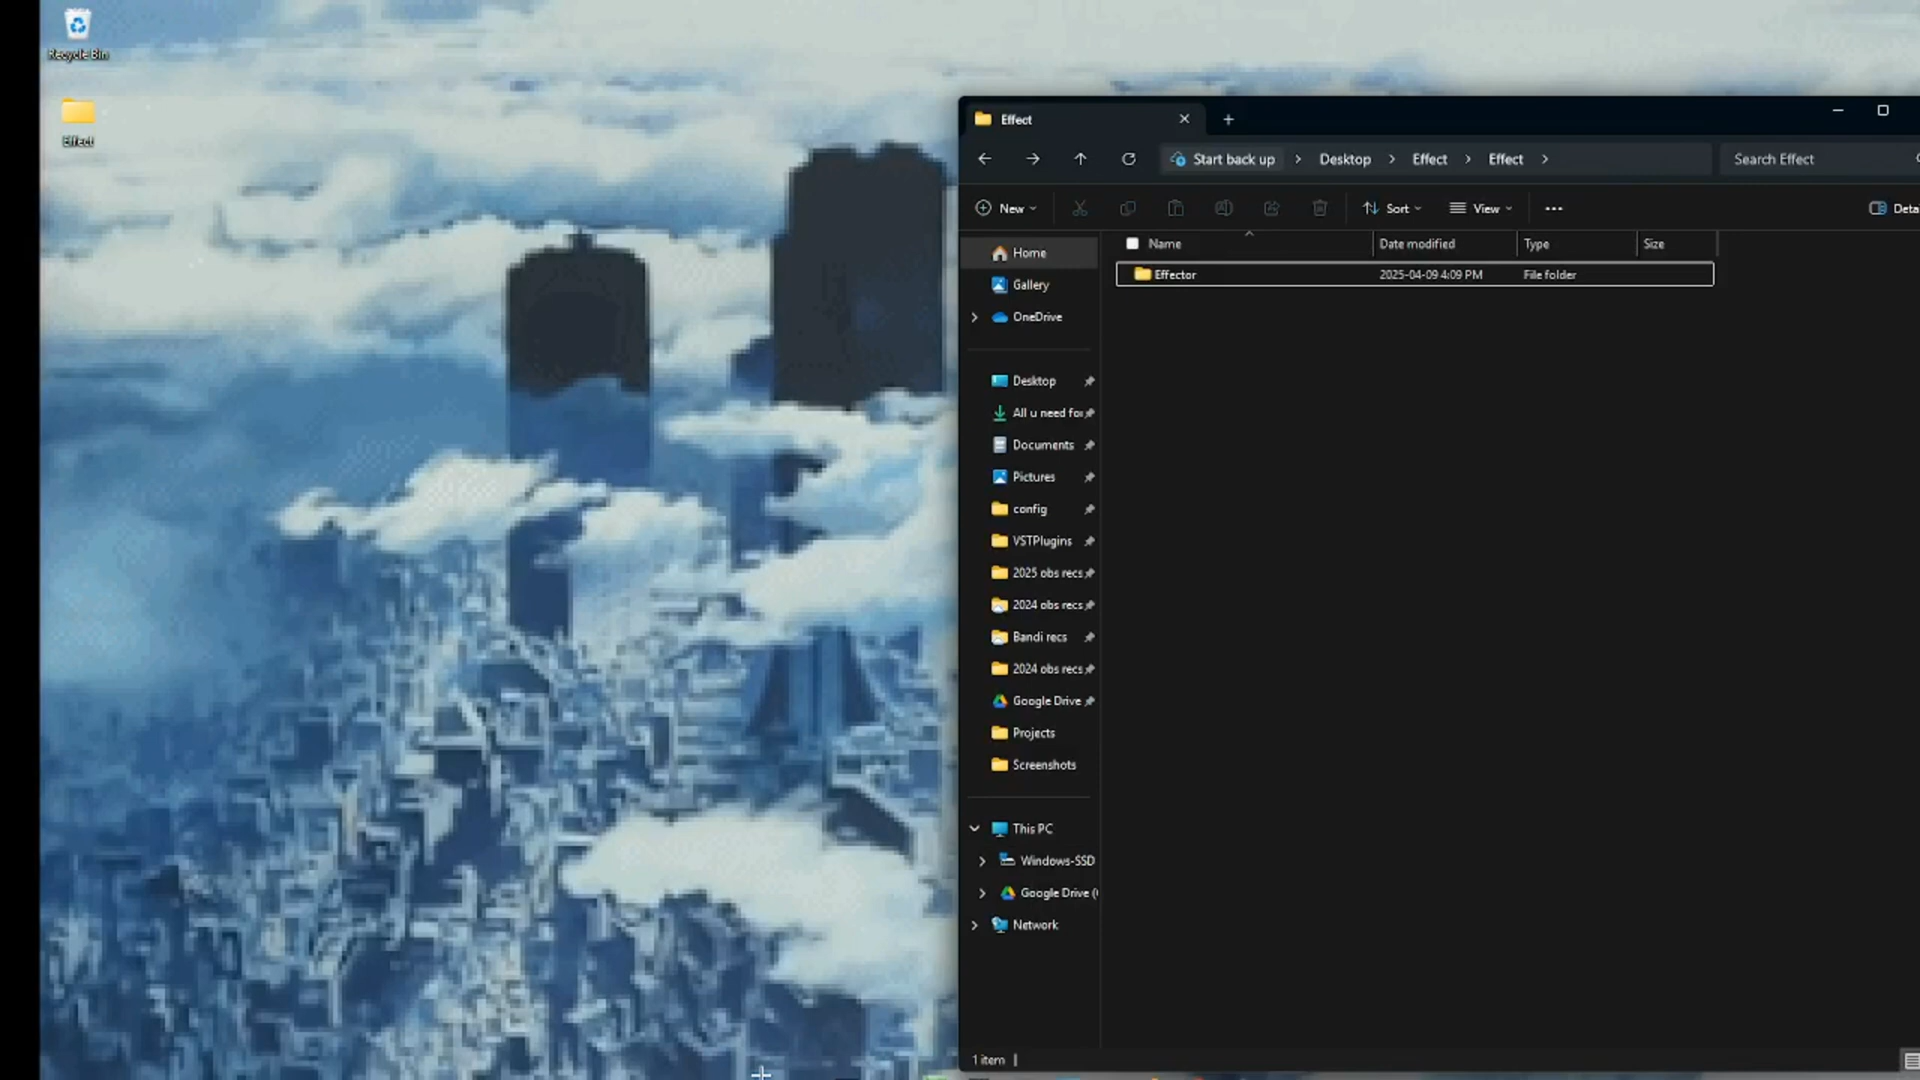 Recycle Bin
Effect
Effect
Start back up > Desktop > Effect > Effect >
Search Effect
New
Sort
View
Detai
Name
Date modified
Type
Size
Effector
2025-04-09 4:09 PM
File folder
Home
Gallery
OneDrive
Desktop
All u need for
Documents
Pictures
config
VSTPlugins
2025 obs recs
2024 obs recs
Bandi recs
2024 obs recs
Google Drive
Projects
Screenshots
This PC
Windows-SSD
Google Drive (
Network
1 item